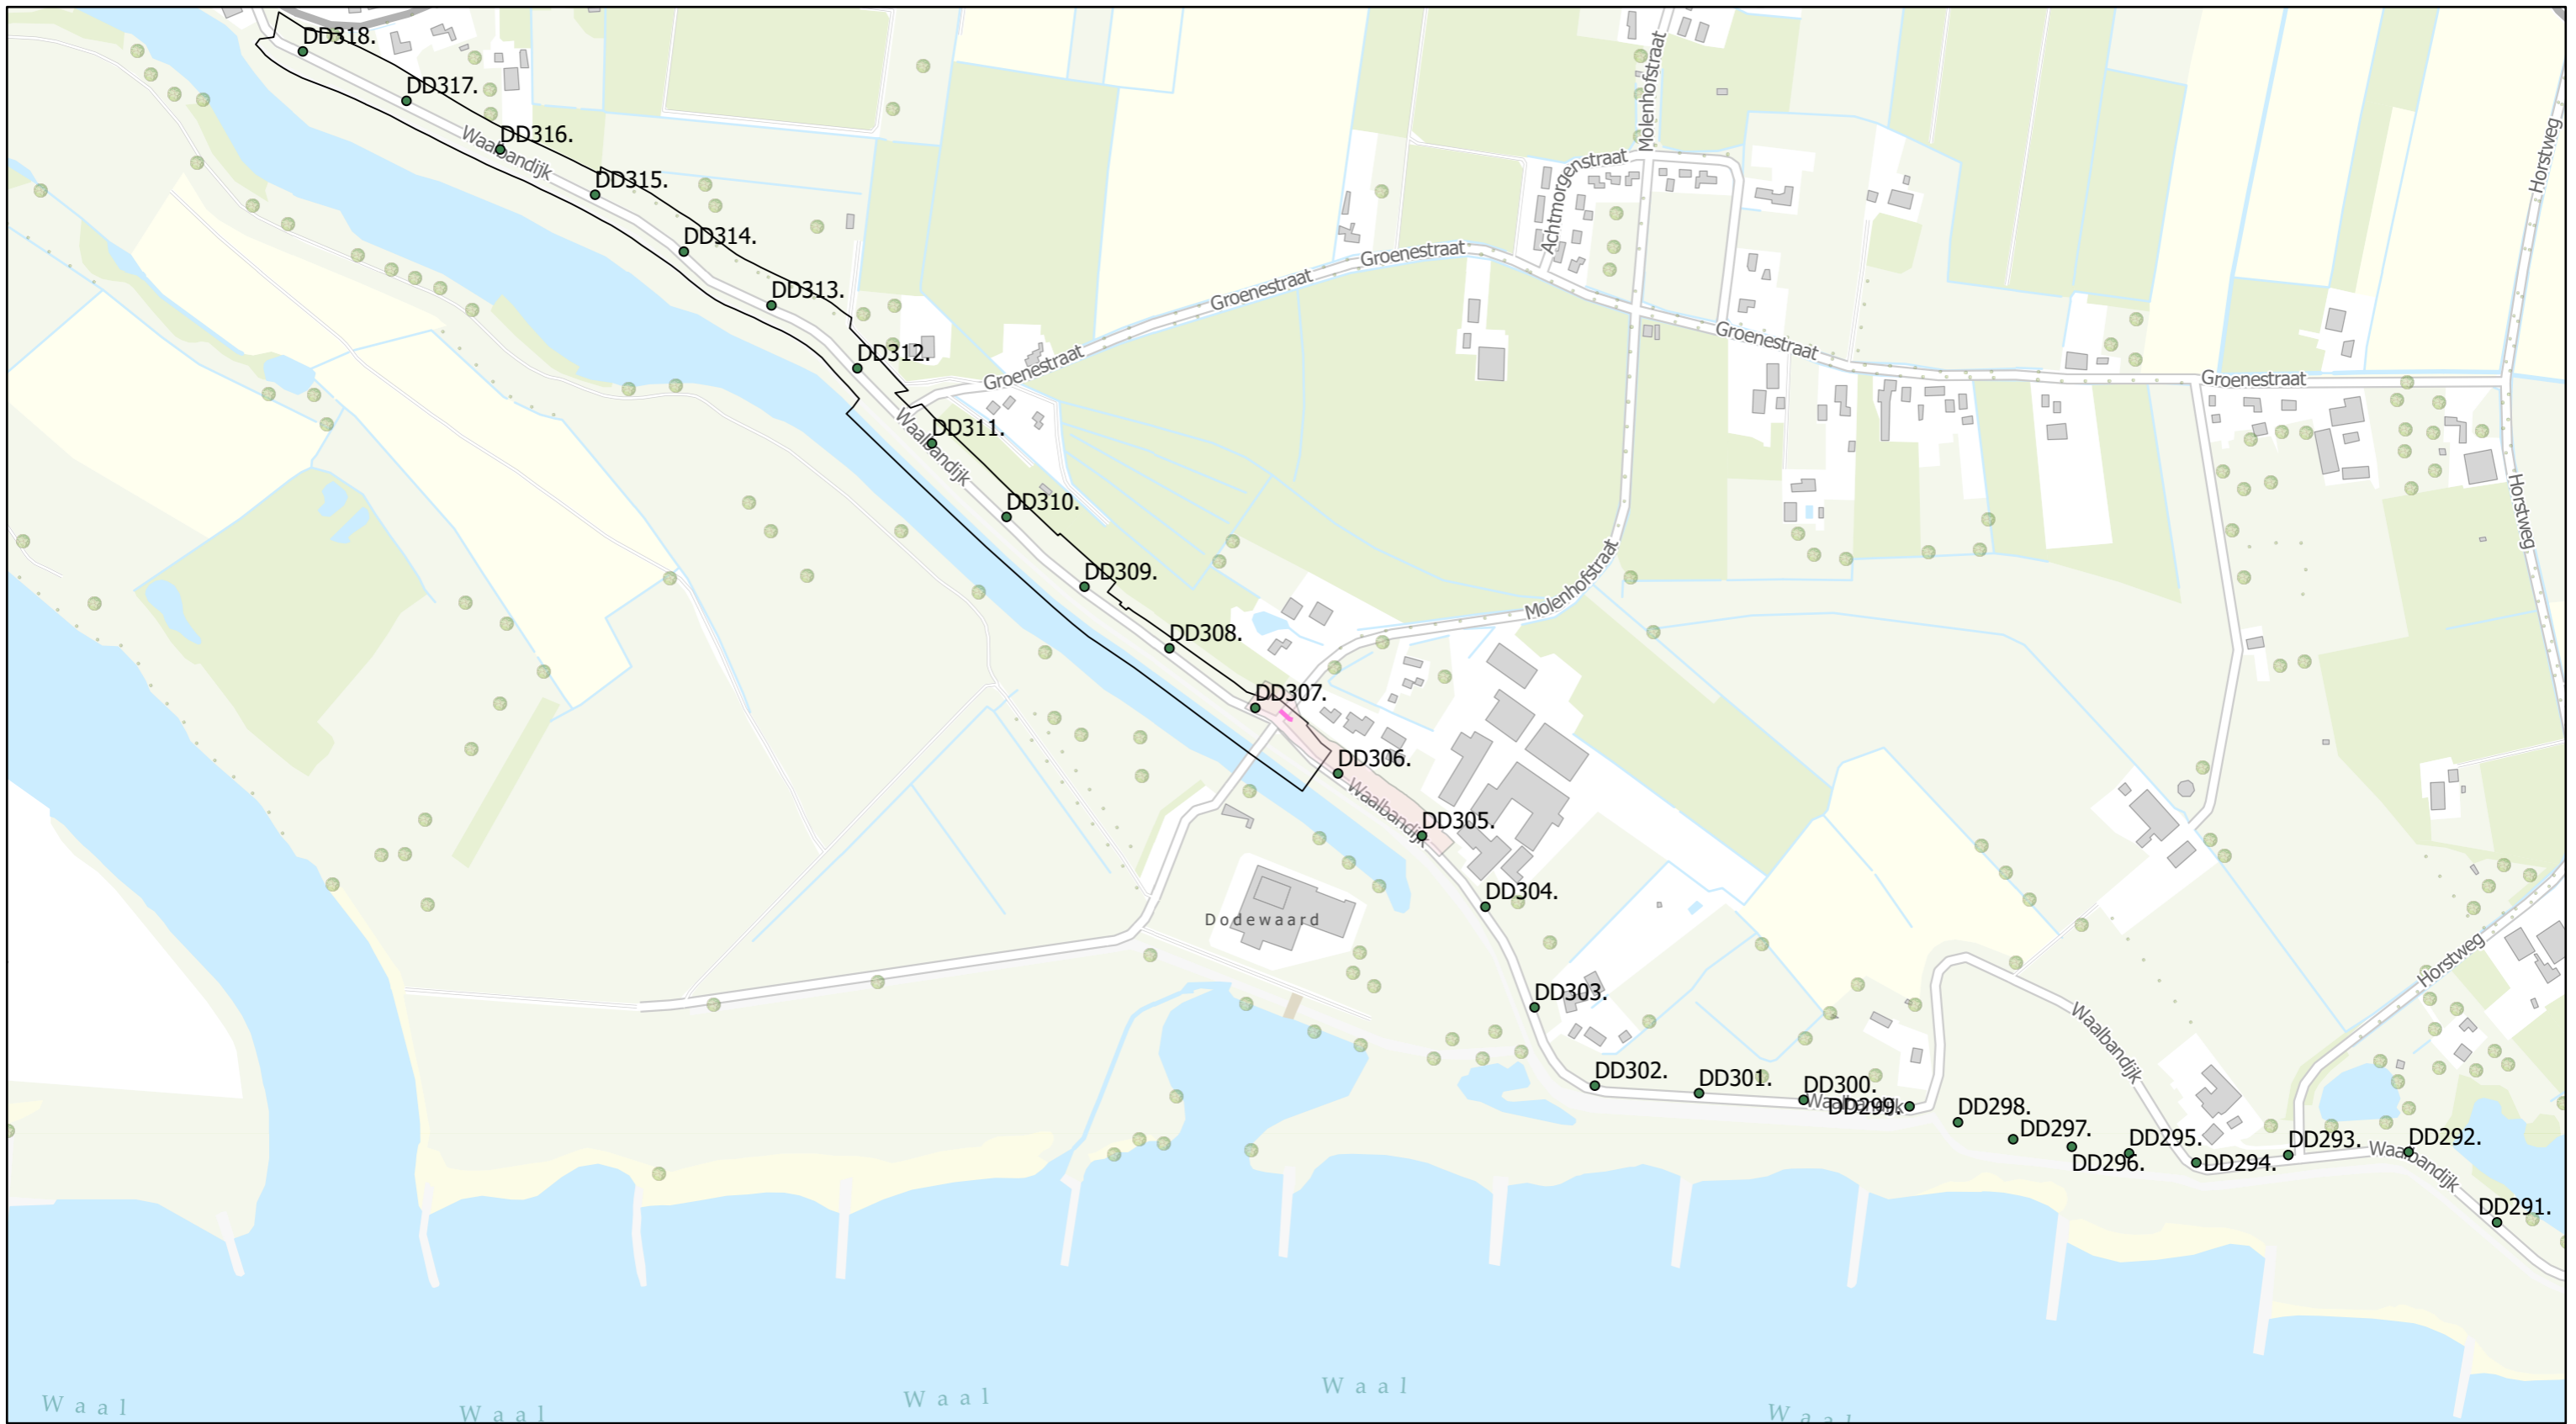 DD318.
DD317.
Waalbandijk
DD316.
DD315.
DD314.
DD313.
DD312.
Molenhofstraat
Achtmorgenstraat
Horstweg
Groenestraat
Groenestraat
Groenestraat
Groenestraat
Groenestraat
Waalbandijk
DD311.
DD310.
Horstweg
DD309.
Molenhofstraat
DD308.
DD307.
DD306.
Waalbandijk
DD305.
DD304.
Dodewaard
Horstweg
DD303.
Waalbandijk
DD302.
DD301.
DD300.
Waalbandijk
DD299.
DD298.
DD297.
DD296.
DD295.
DD294.
DD293.
DD292.
Waalbandijk
DD291.
Waal
Waal
Waal
Waal
Waal